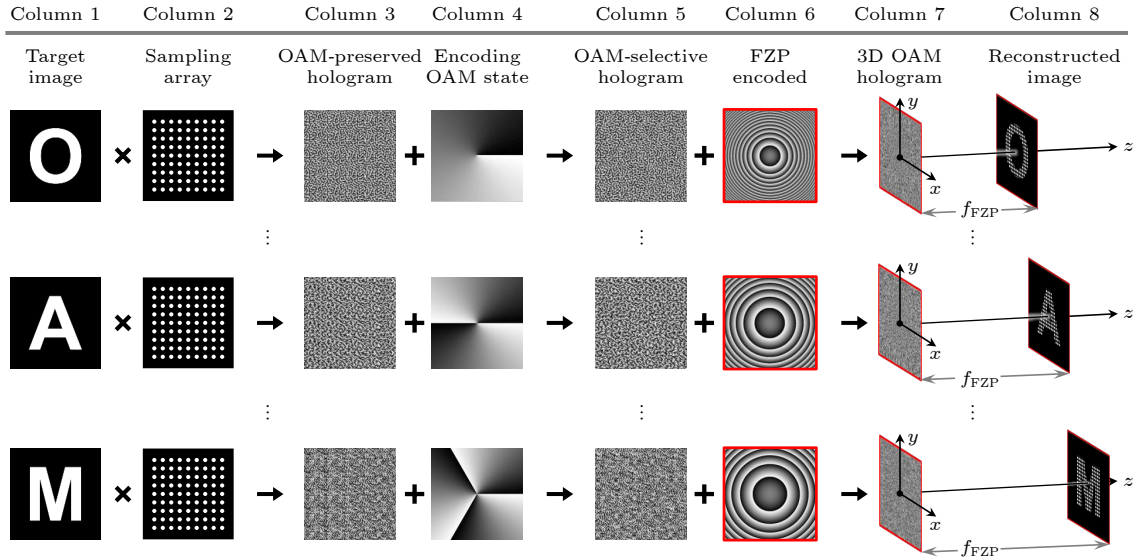 Column 1 Column 2 Column 3 Column 4 Column 5 Column 6 Column 7 Column 8
Target Sampling OAM-preserved Encoding OAM-selective FZP 3D OAM Reconstructed
image array hologram OAM state hologram encoded hologram image
y
O × → + → + → O z
x
f_FZP
⋮ ⋮ ⋮
y
A × → + → + → A z
x
f_FZP
⋮ ⋮ ⋮
y
M × → + → + → M z
x
f_FZP